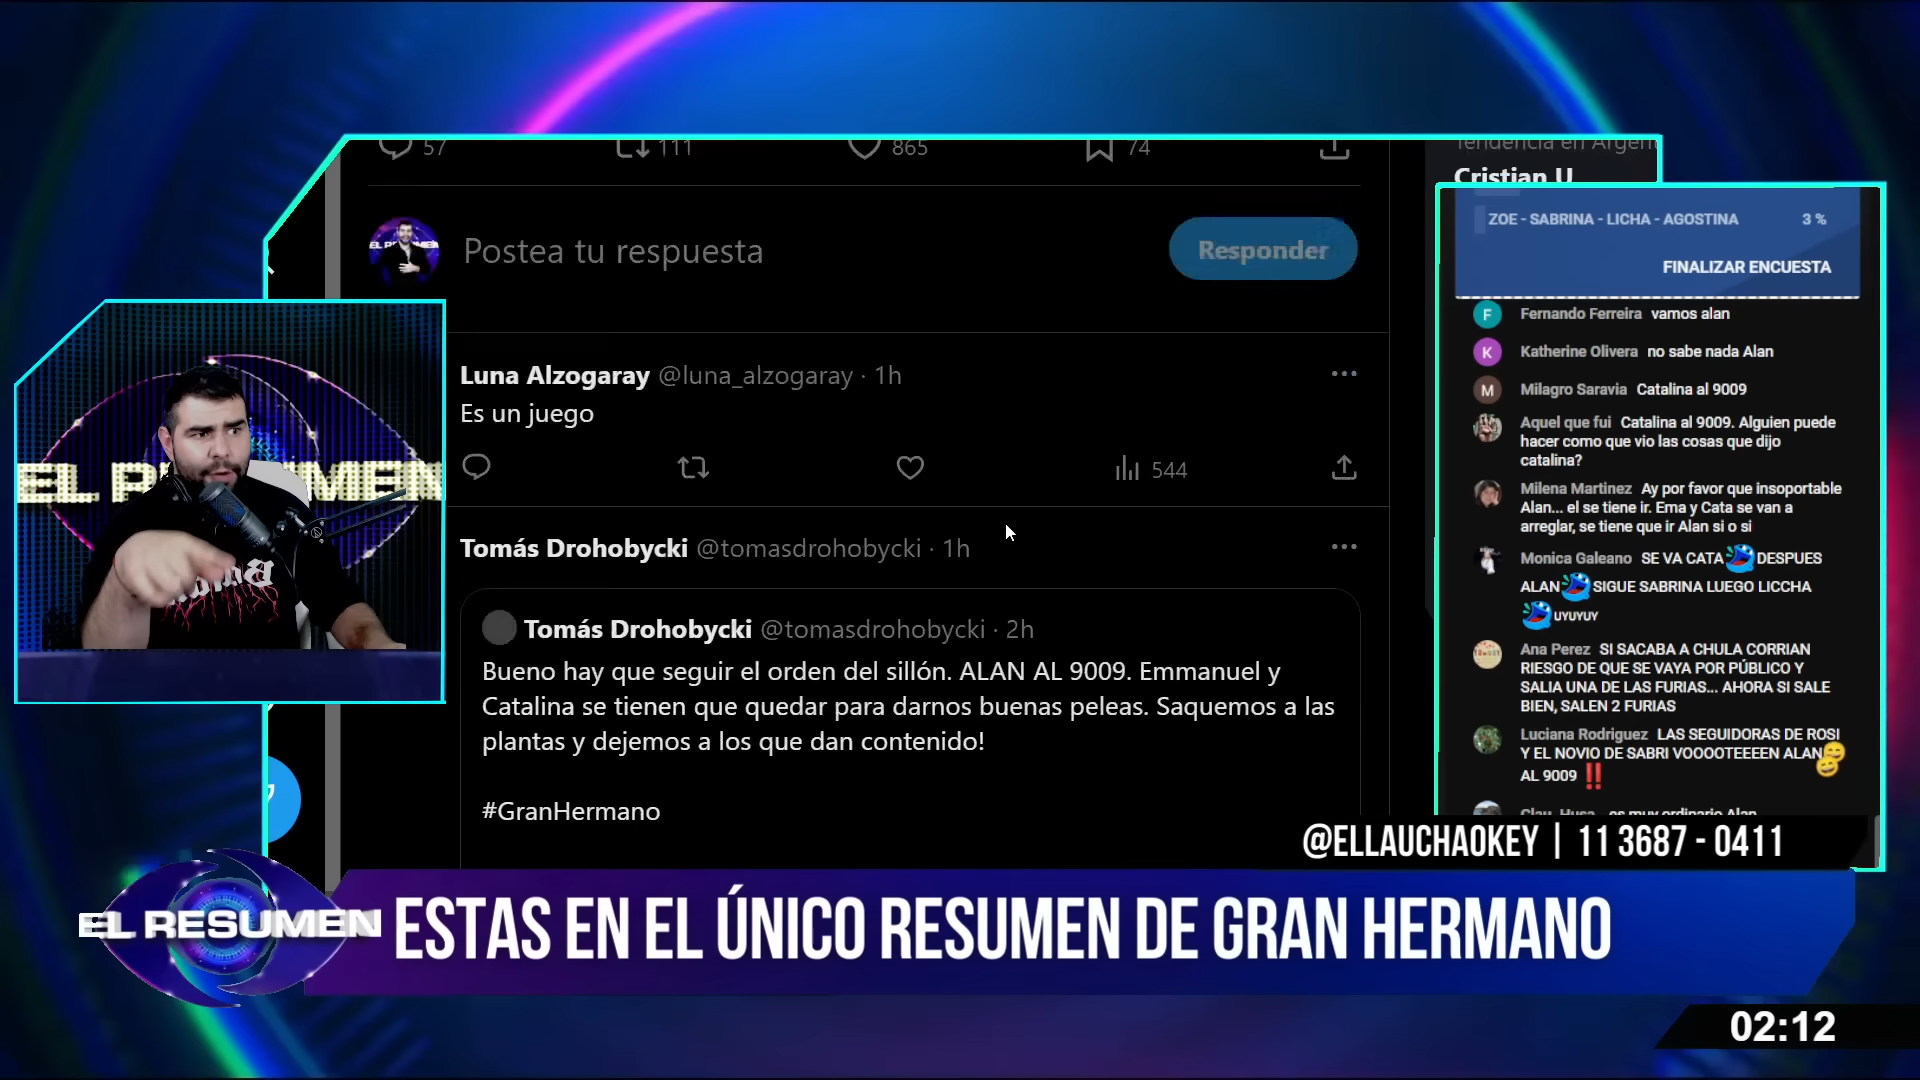 57
111
865
74
Tendencia en Argen
Cristian U
Postea tu respuesta
Responder
Luna Alzogaray @luna_alzogaray · 1h
Es un juego
544
Tomás Drohobycki @tomasdrohobycki · 1h
Tomás Drohobycki @tomasdrohobycki · 2h
Bueno hay que seguir el orden del sillón. ALAN AL 9009. Emmanuel y
Catalina se tienen que quedar para darnos buenas peleas. Saquemos a las
plantas y dejemos a los que dan contenido!
#GranHermano
ZOE - SABRINA - LICHA - AGOSTINA 3 %
FINALIZAR ENCUESTA
F Fernando Ferreira vamos alan
K Katherine Olivera no sabe nada Alan
M Milagro Saravia Catalina al 9009
Aquel que fui Catalina al 9009. Alguien puede
hacer como que vio las cosas que dijo
catalina?
Milena Martinez Ay por favor que insoportable
Alan... el se tiene ir. Ema y Cata se van a
arreglar, se tiene que ir Alan si o si
Monica Galeano SE VA CATA🤣DESPUES
ALAN🤣SIGUE SABRINA LUEGO LICCHA
🤣UYUYUY
Ana Perez SI SACABA A CHULA CORRIAN
RIESGO DE QUE SE VAYA POR PÚBLICO Y
SALIA UNA DE LAS FURIAS... AHORA SI SALE
BIEN, SALEN 2 FURIAS
Luciana Rodriguez LAS SEGUIDORAS DE ROSI
Y EL NOVIO DE SABRI VOOOTEEEEN ALAN😄
AL 9009 ‼️ 😅
Clau Husa es muy ordinario Alan
EL RESUMEN
@ELLAUCHAOKEY | 11 3687 - 0411
EL RESUMEN
ESTAS EN EL ÚNICO RESUMEN DE GRAN HERMANO
02:12